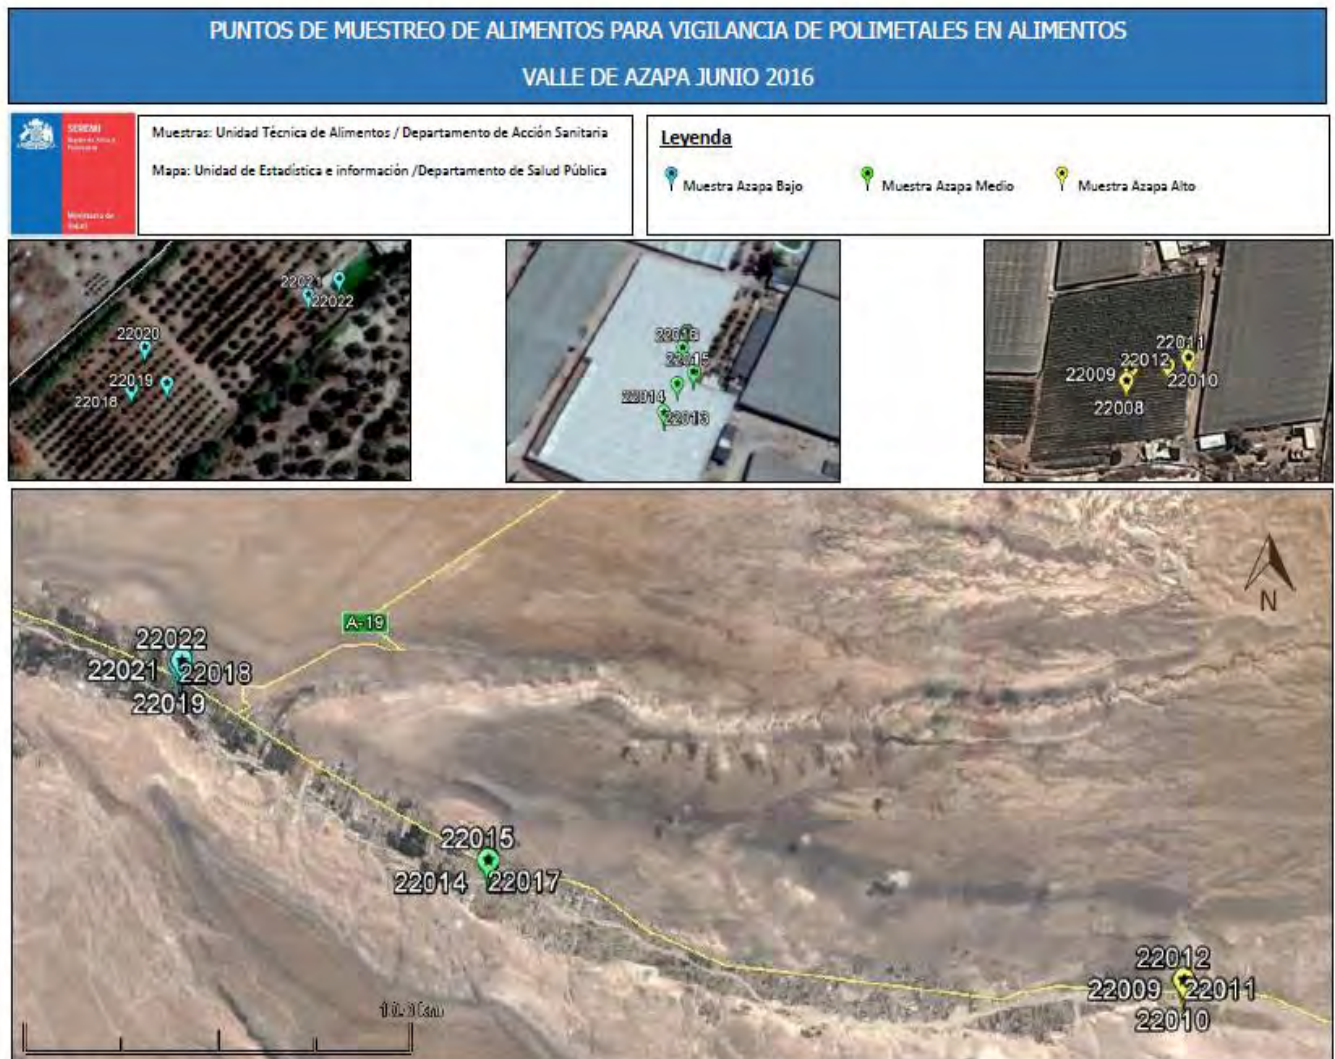 PUNTOS DE MUESTREO DE ALIMENTOS PARA VIGILANCIA DE POLIMETALES EN ALIMENTOS
VALLE DE AZAPA JUNIO 2016
SEREMI
Ministerio de
Salud
Muestras: Unidad Técnica de Alimentos / Departamento de Acción Sanitaria
Mapa: Unidad de Estadística e información /Departamento de Salud Pública
Leyenda
Muestra Azapa Bajo
Muestra Azapa Medio
Muestra Azapa Alto
22021
22022
22020
22019
22018
22015
22014
22013
22011
22012
22009
22010
22008
A-19
22022
22021
22018
22019
22015
22014
22017
22012
22009
22011
22010
N